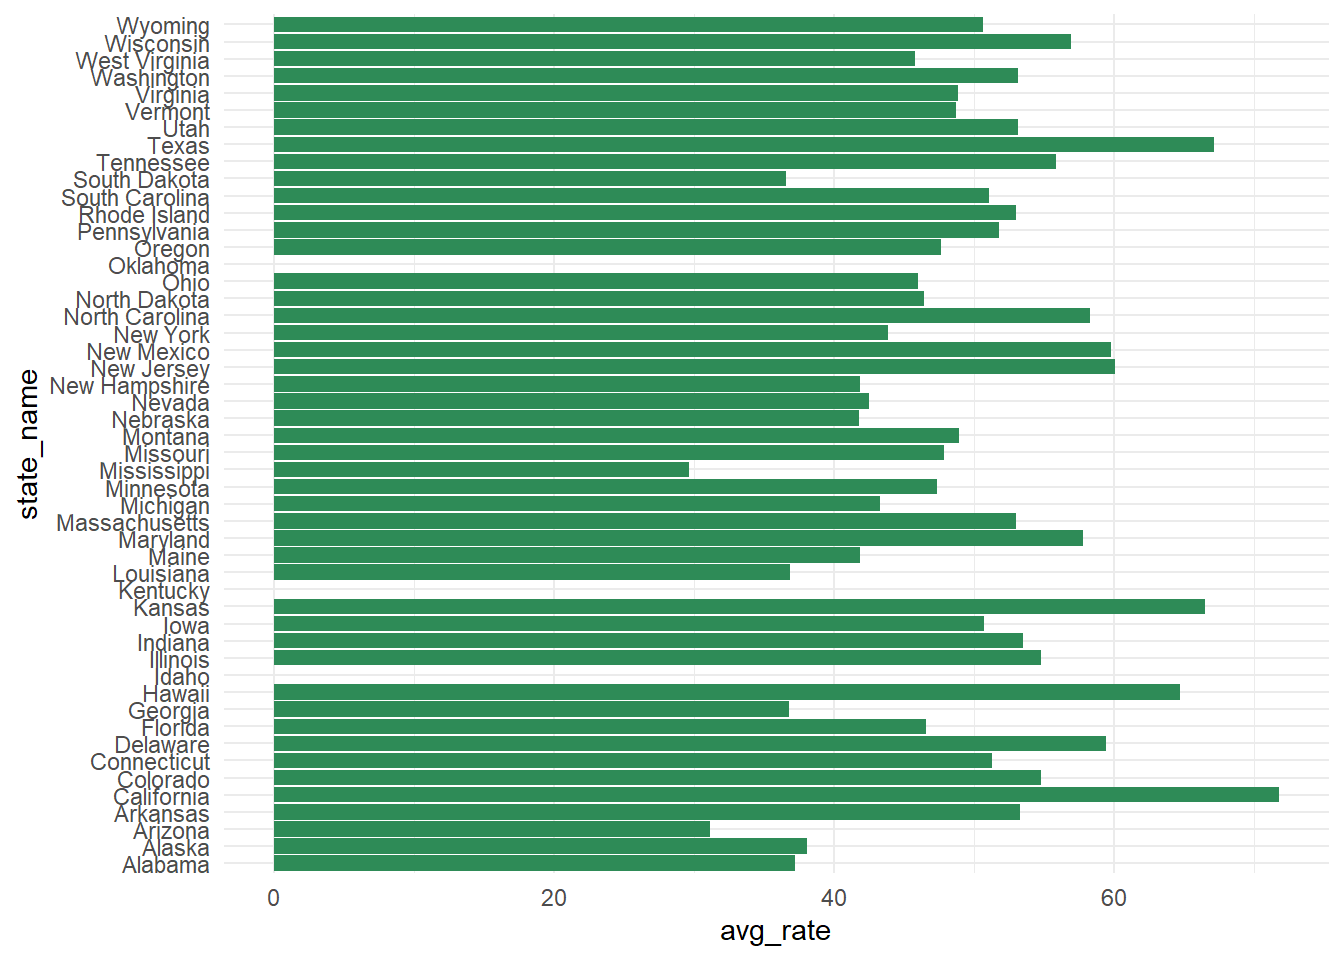 Wyoming
Wisconsin
West Virginia
Washington
Virginia
Vermont
Utah
Texas
Tennessee
South Dakota
South Carolina
Rhode Island
Pennsylvania
Oregon
Oklahoma
Ohio
North Dakota
North Carolina
New York
New Mexico
New Jersey
New Hampshire
Nevada
Nebraska
Montana
Missouri
Mississippi
Minnesota
Michigan
Massachusetts
Maryland
Maine
Louisiana
Kentucky
Kansas
Iowa
Indiana
Illinois
Idaho
Hawaii
Georgia
Florida
Delaware
Connecticut
Colorado
California
Arkansas
Arizona
Alaska
Alabama
state_name
0 20 40 60
avg_rate